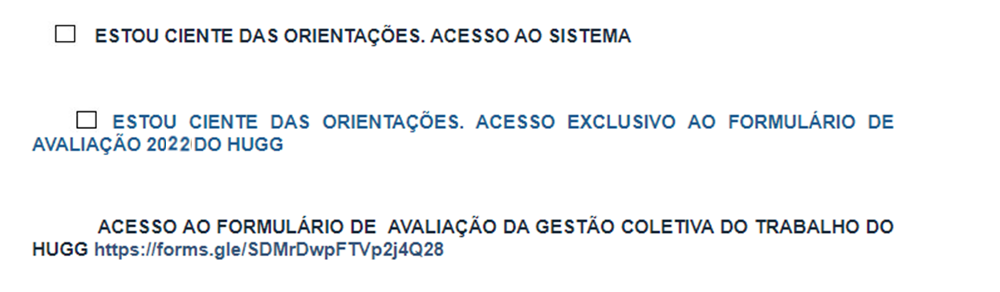 ESTOU CIENTE DAS ORIENTAÇÕES. ACESSO AO SISTEMA
ESTOU CIENTE DAS ORIENTAÇÕES. ACESSO EXCLUSIVO AO FORMULÁRIO DE
AVALIAÇÃO 2022 DO HUGG
ACESSO AO FORMULÁRIO DE AVALIAÇÃO DA GESTÃO COLETIVA DO TRABALHO DO
HUGG https://forms.gle/SDMrDwpFTVp2j4Q28